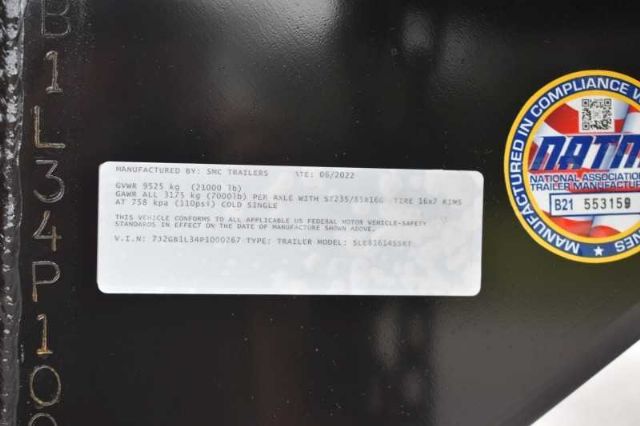 B
1
L
3
4
P
1
0
MANUFACTURED BY: SMC TRAILERS ATE: 06/2022
GVWR 9525 kg (21000 lb)
GAWR ALL 3175 kg (7000lb) PER AXLE WITH ST235/85R16G TIRE 16x7 RIMS
AT 758 kpa (110psi) COLD SINGLE
THIS VEHICLE CONFORMS TO ALL APPLICABLE US FEDERAL MOTOR VEHICLE-SAFETY
STANDARDS IN EFFECT ON THE DATE OF MANUFACTURE SHOWN ABOVE.
V.I.N: 7J2GB1L34P1000267 TYPE: TRAILER MODEL:
MANUFACTURED IN COMPLIANCE
NATM
NATIONAL ASSOCIATION
TRAILER MANUFACTURE
B21 553159